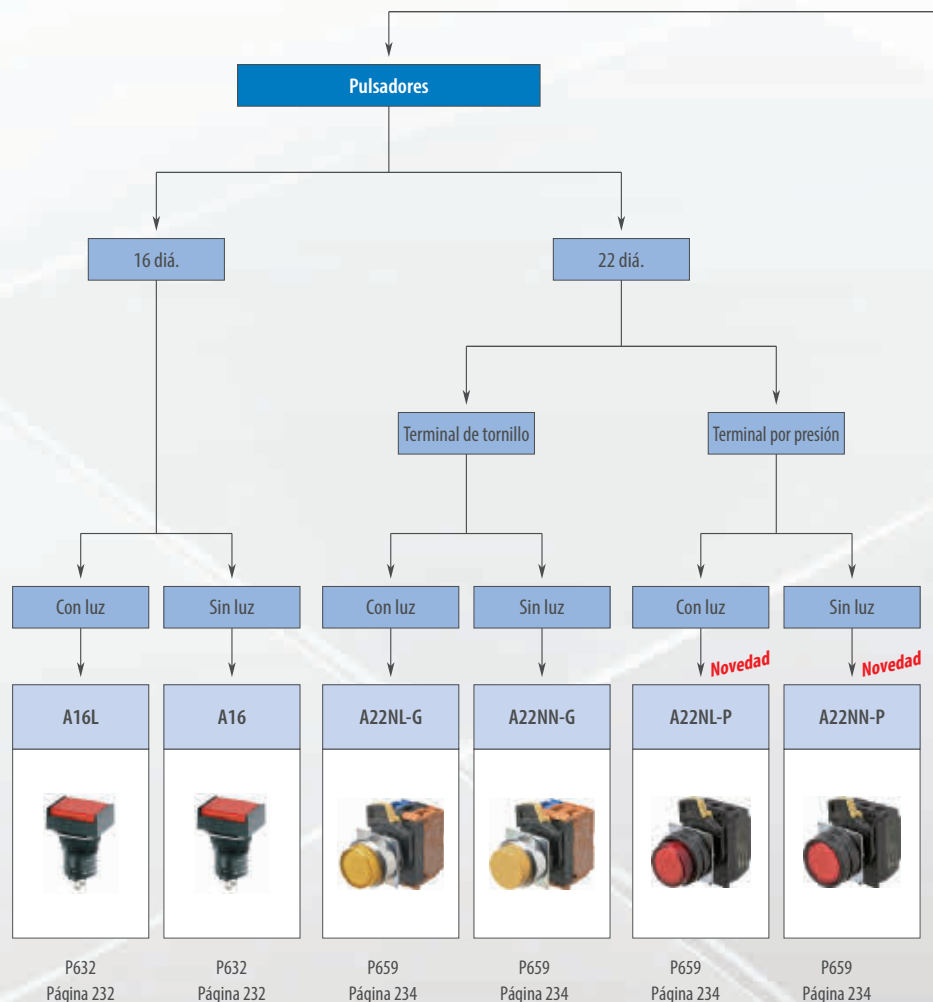 Pulsadores
16 diá.
22 diá.
Terminal de tornillo
Terminal por presión
Con luz
Sin luz
Con luz
Sin luz
Con luz
Sin luz
Novedad
Novedad
A16L
A16
A22NL-G
A22NN-G
A22NL-P
A22NN-P
P632
P632
P659
P659
P659
P659
Página 232
Página 232
Página 234
Página 234
Página 234
Página 234